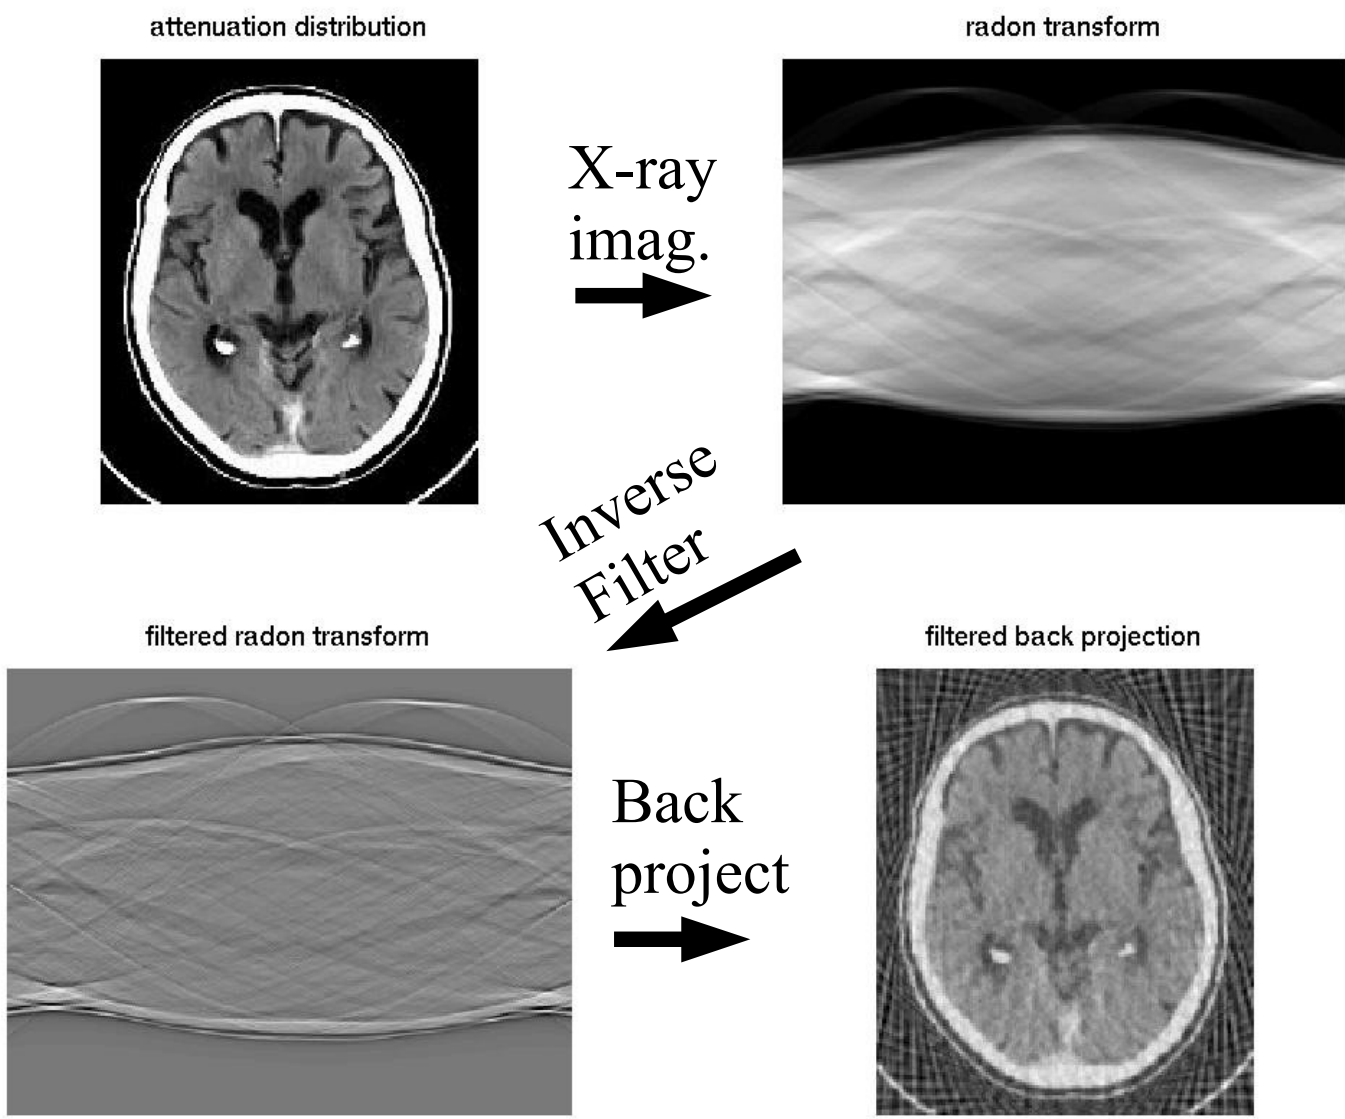 attenuation distribution
radon transform
X-ray
imag.
Inverse
Filter
filtered radon transform
filtered back projection
Back
project